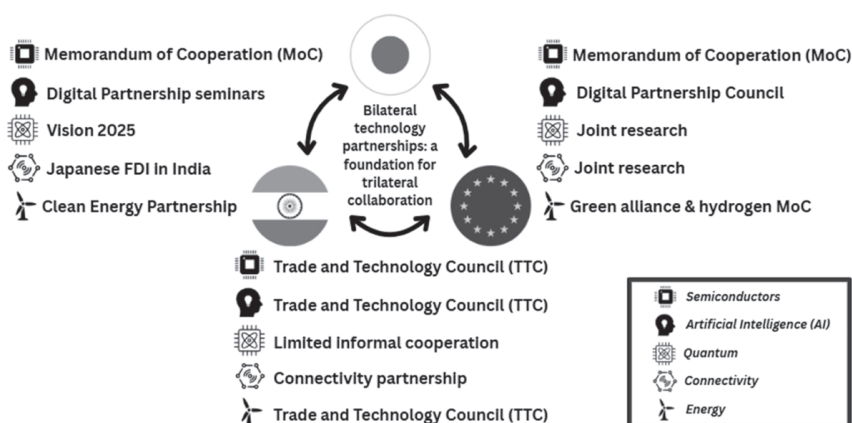 Memorandum of Cooperation (MoC)
Digital Partnership seminars
Vision 2025
Japanese FDI in India
Clean Energy Partnership
Bilateral
technology
partnerships: a
foundation for
trilateral
collaboration
Memorandum of Cooperation (MoC)
Digital Partnership Council
Joint research
Joint research
Green alliance & hydrogen MoC
Trade and Technology Council (TTC)
Trade and Technology Council (TTC)
Limited informal cooperation
Connectivity partnership
Trade and Technology Council (TTC)
Semiconductors
Artificial Intelligence (AI)
Quantum
Connectivity
Energy